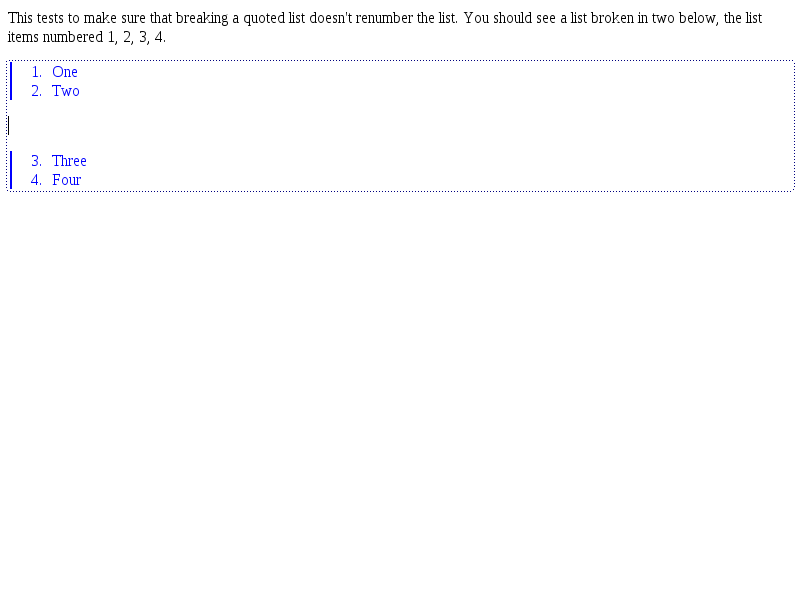 This tests to make sure that breaking a quoted list doesn't renumber the list. You should see a list broken in two below, the list
items numbered 1, 2, 3, 4.
1. One
2. Two
3. Three
4. Four